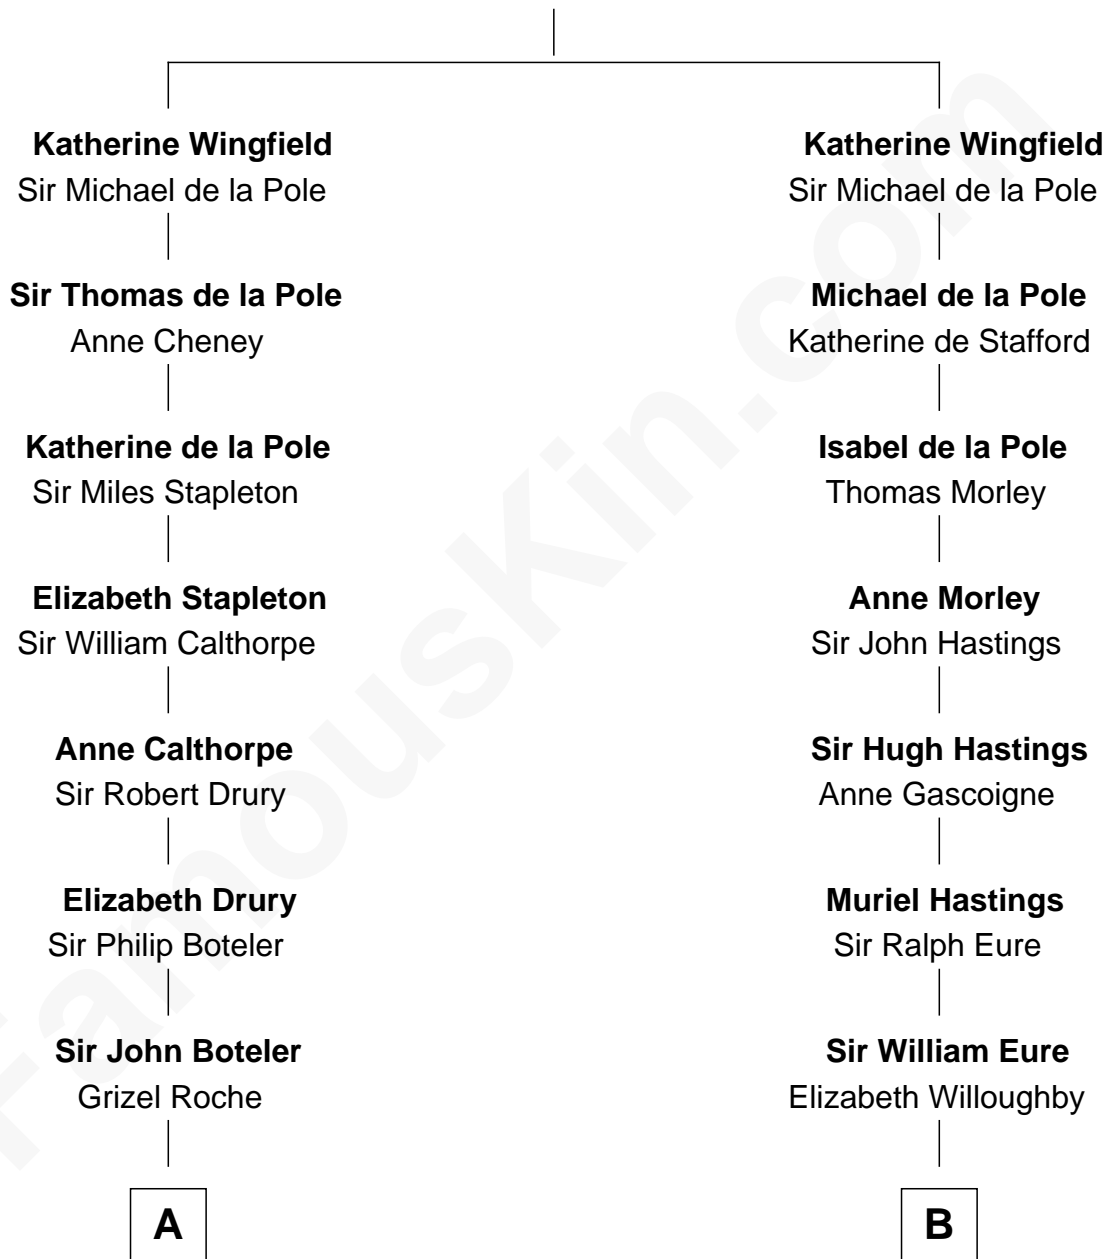 Katherine Wingfield
Sir Michael de la Pole
Sir Thomas de la Pole
Anne Cheney
Katherine de la Pole
Sir Miles Stapleton
Elizabeth Stapleton
Sir William Calthorpe
Anne Calthorpe
Sir Robert Drury
Elizabeth Drury
Sir Philip Boteler
Sir John Boteler
Grizel Roche
A
Katherine Wingfield
Sir Michael de la Pole
Michael de la Pole
Katherine de Stafford
Isabel de la Pole
Thomas Morley
Anne Morley
Sir John Hastings
Sir Hugh Hastings
Anne Gascoigne
Muriel Hastings
Sir Ralph Eure
Sir William Eure
Elizabeth Willoughby
B
FamousKin.com